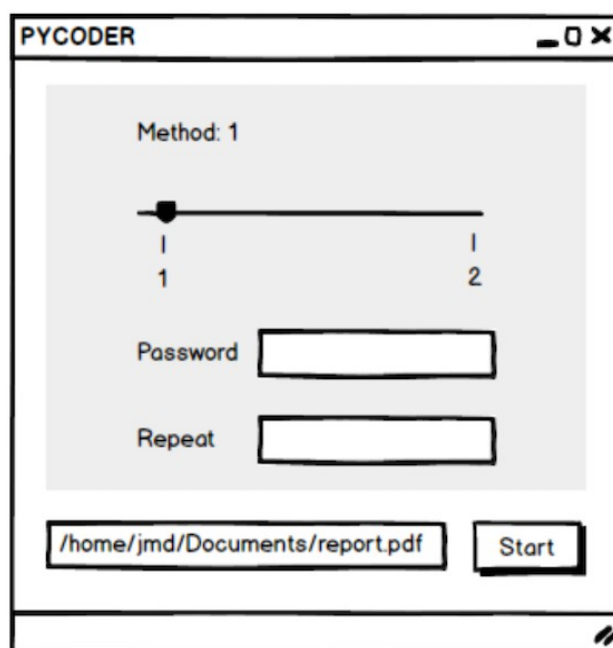 PYCODER
Method: 1
1 2
Password
Repeat
/home/jmd/Documents/report.pdf Start